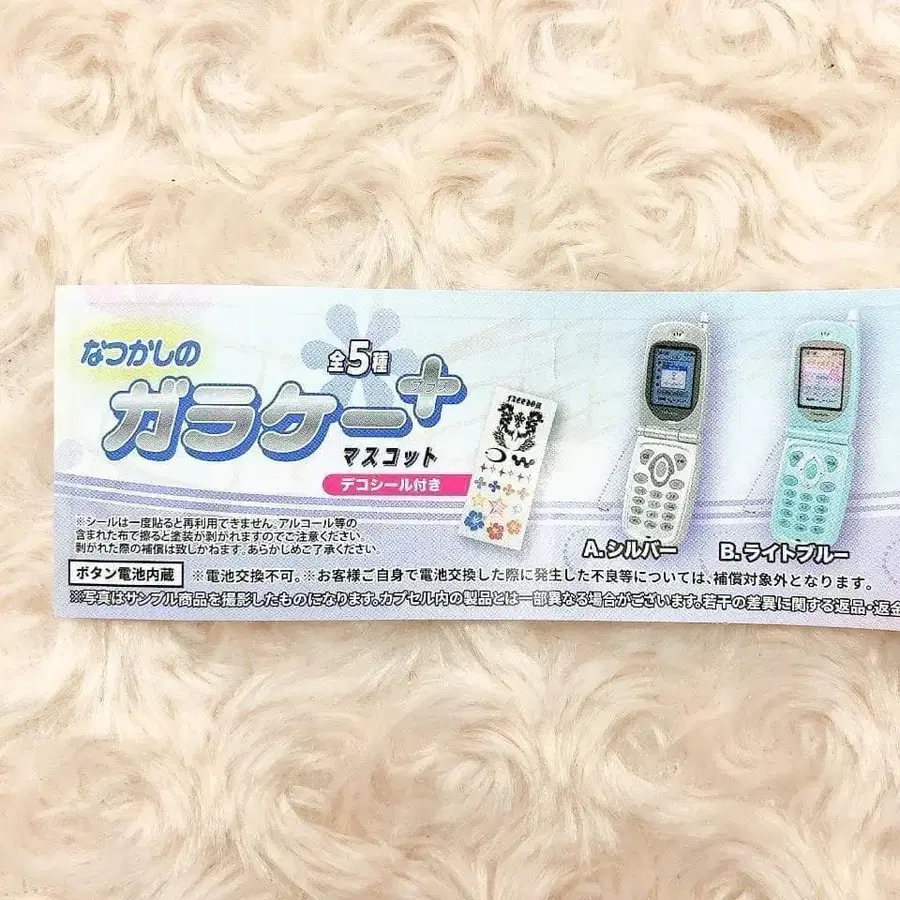 なつかしの
全5種
ガラケー+
プラス
マスコット
デコシール付き
freedom
A.シルバー
B.ライトブルー
※シールは一度貼ると再利用できません。アルコール等の
含まれた布で擦ると塗装が剥がれますのでご注意ください。
剥がれた際の補償は致しかねます。あらかじめご了承ください。
ボタン電池内蔵 ※電池交換不可。※お客様ご自身で電池交換した際に発生した不良等については、補償対象外となります。
※写真はサンプル商品を撮影したものになります。カプセル内の製品とは一部異なる場合がございます。若干の差異に関する返品・返金